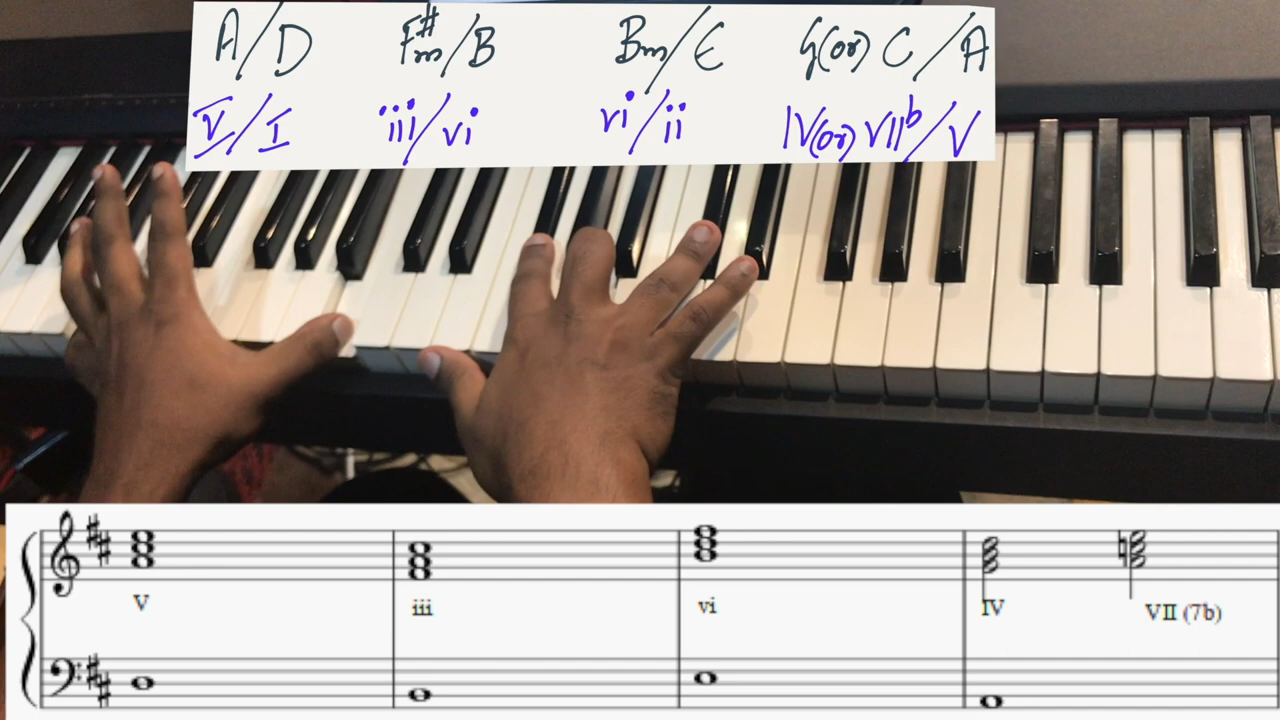 A/D F#m/B Bm/E G(or) C/A
V/I iii/vi vi/ii IV(or) VIIb/V
V iii vi IV VII (7b)